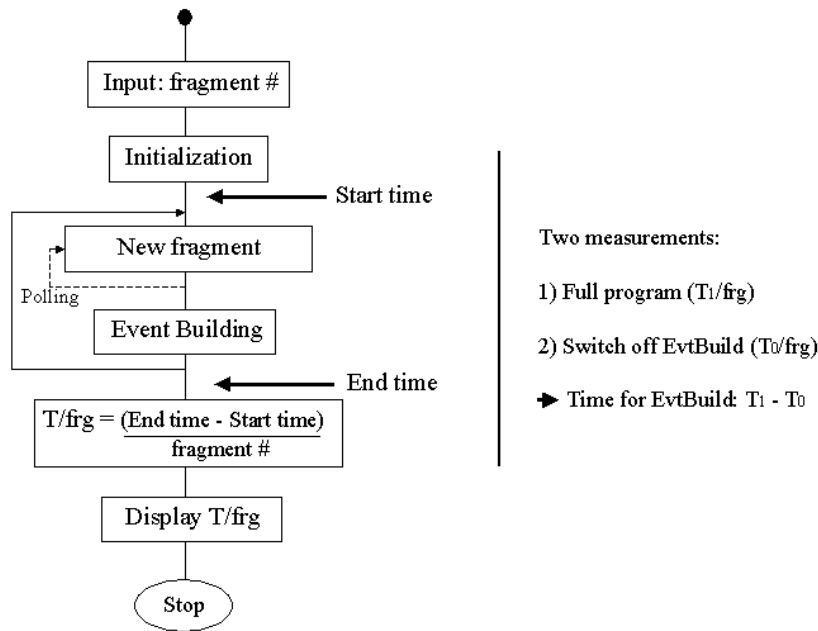 Input: fragment #
Initialization
Start time
New fragment
Polling
Event Building
End time
T/frg = (End time - Start time)
fragment #
Display T/frg
Stop
Two measurements:
1) Full program (T1/frg)
2) Switch off EvtBuild (T0/frg)
Time for EvtBuild: T1 - T0